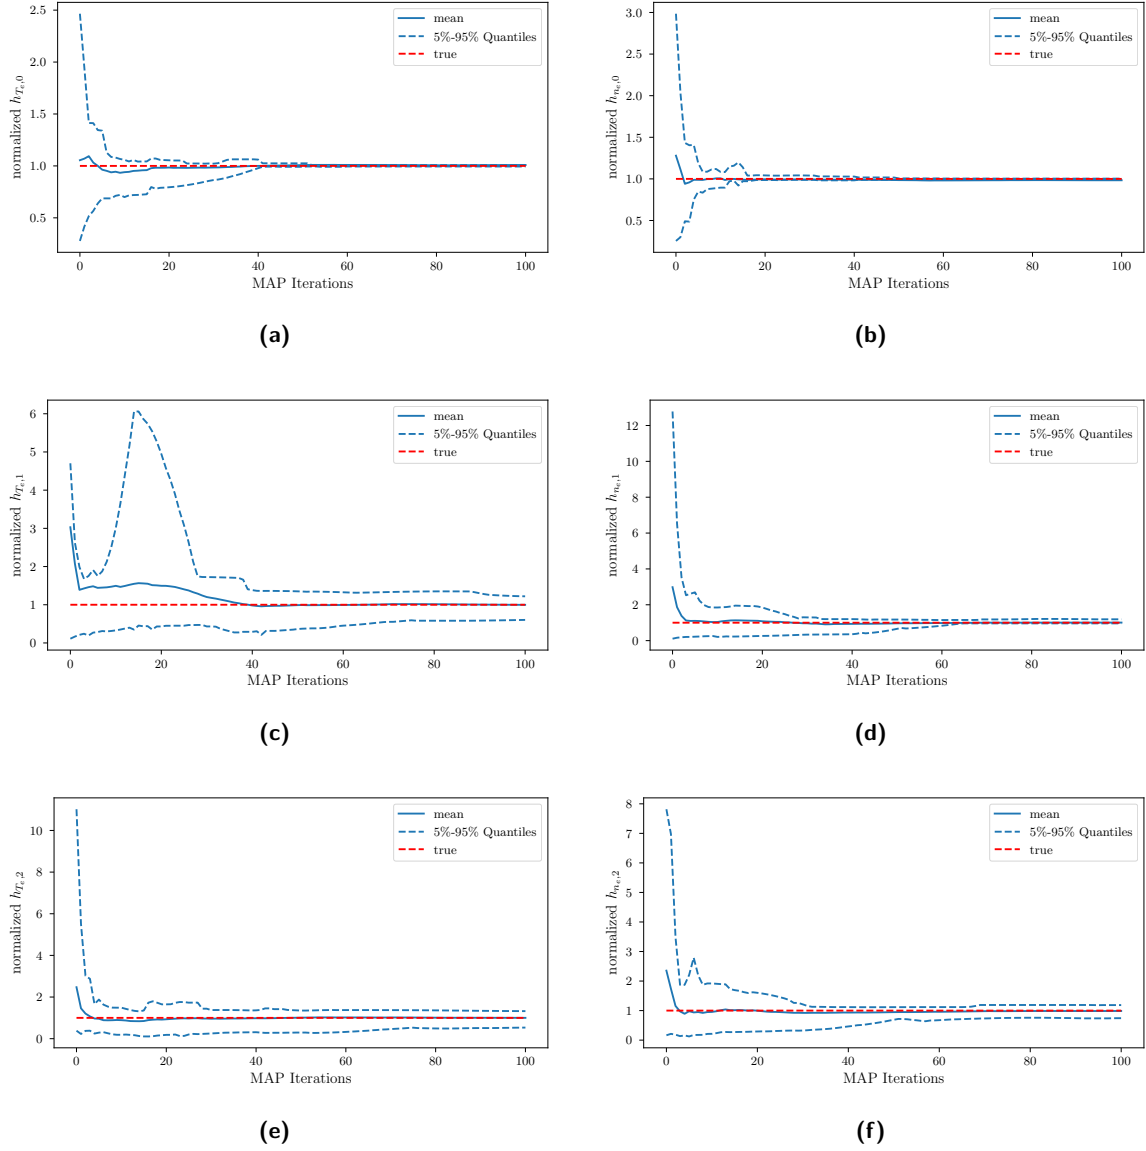 2.5
2.0
1.5
1.0
0.5
normalized h_{T_e,0}
mean
5%-95% Quantiles
true
0 20 40 60 80 100
MAP Iterations
(a)
3.0
2.5
2.0
1.5
1.0
0.5
normalized h_{n_e,0}
mean
5%-95% Quantiles
true
0 20 40 60 80 100
MAP Iterations
(b)
6
5
4
3
2
1
0
normalized h_{T_e,1}
mean
5%-95% Quantiles
true
0 20 40 60 80 100
MAP Iterations
(c)
12
10
8
6
4
2
0
normalized h_{n_e,1}
mean
5%-95% Quantiles
true
0 20 40 60 80 100
MAP Iterations
(d)
10
8
6
4
2
0
normalized h_{T_e,2}
mean
5%-95% Quantiles
true
0 20 40 60 80 100
MAP Iterations
(e)
8
7
6
5
4
3
2
1
0
normalized h_{n_e,2}
mean
5%-95% Quantiles
true
0 20 40 60 80 100
MAP Iterations
(f)